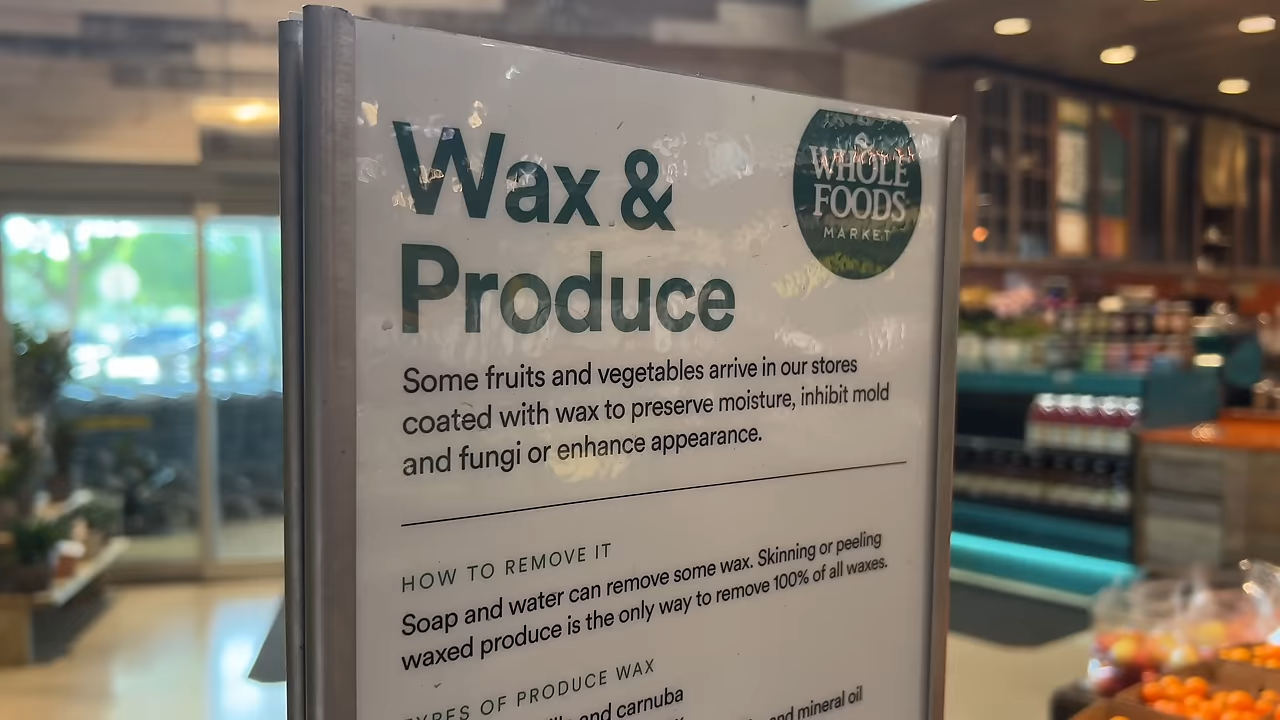 Wax &
Produce
WHOLE
FOODS
MARKET
Some fruits and vegetables arrive in our stores
coated with wax to preserve moisture, inhibit mold
and fungi or enhance appearance.
HOW TO REMOVE IT
Soap and water can remove some wax. Skinning or peeling
waxed produce is the only way to remove 100% of all waxes.
TYPES OF PRODUCE WAX
and carnuba
and mineral oil